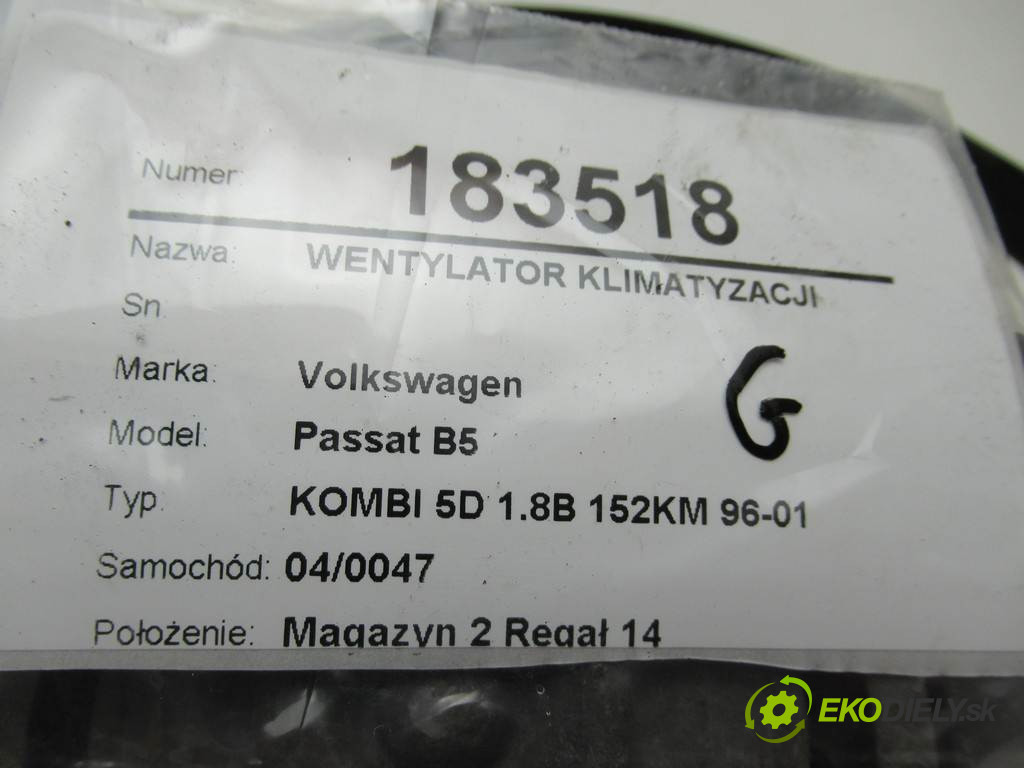 Numer: 183518
Nazwa: WENTYLATOR KLIMATYZACJI
Sn.
Marka: Volkswagen
G
Model: Passat B5
Typ. KOMBI 5D 1.8B 152KM 96-01
Samochód: 04/0047
Położenie: Magazyn 2 Regał 14
EKODIELY.sk